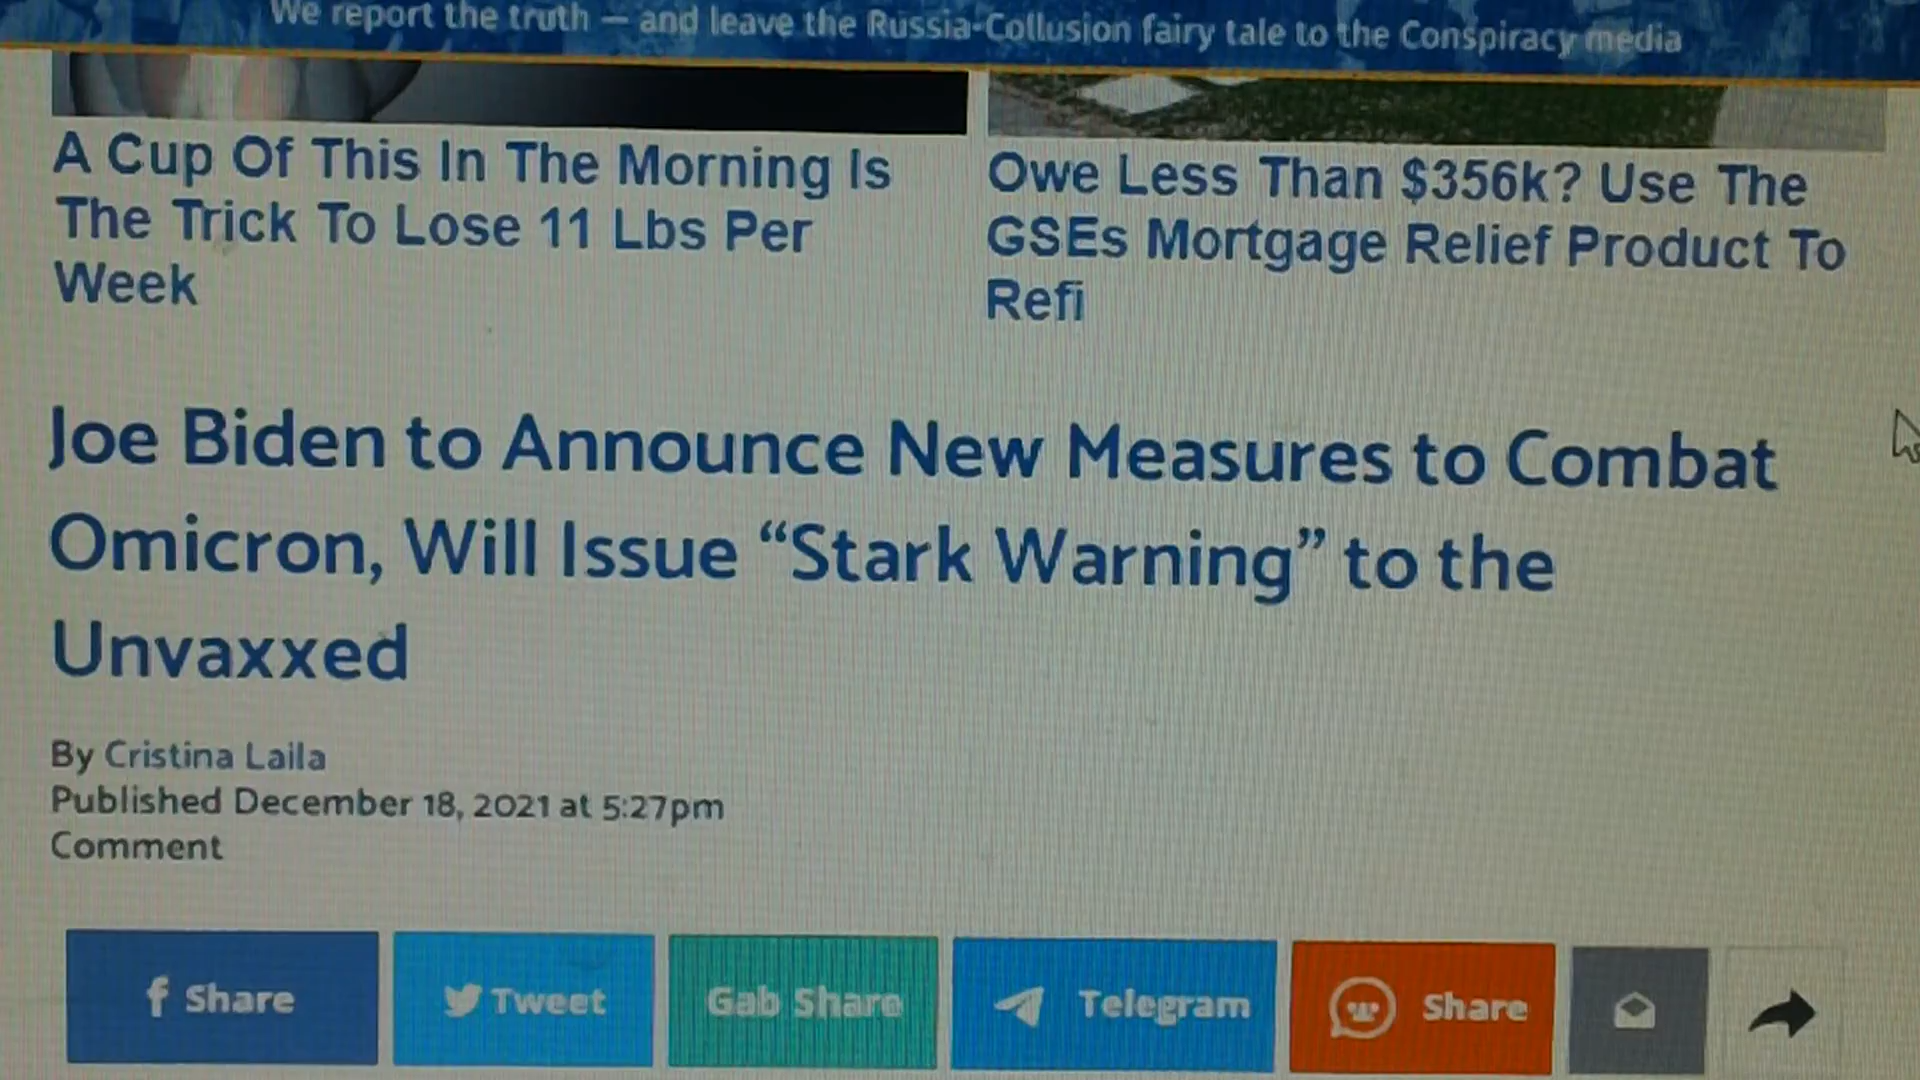 We report the truth — and leave the Russia-Collusion fairy tale to the Conspiracy media
A Cup Of This In The Morning Is
The Trick To Lose 11 Lbs Per
Week
Owe Less Than $356k? Use The
GSEs Mortgage Relief Product To
Refi
Joe Biden to Announce New Measures to Combat
Omicron, Will Issue “Stark Warning” to the
Unvaxxed
By Cristina Laila
Published December 18, 2021 at 5:27pm
Comment
Share
Tweet
Gab Share
Telegram
Share